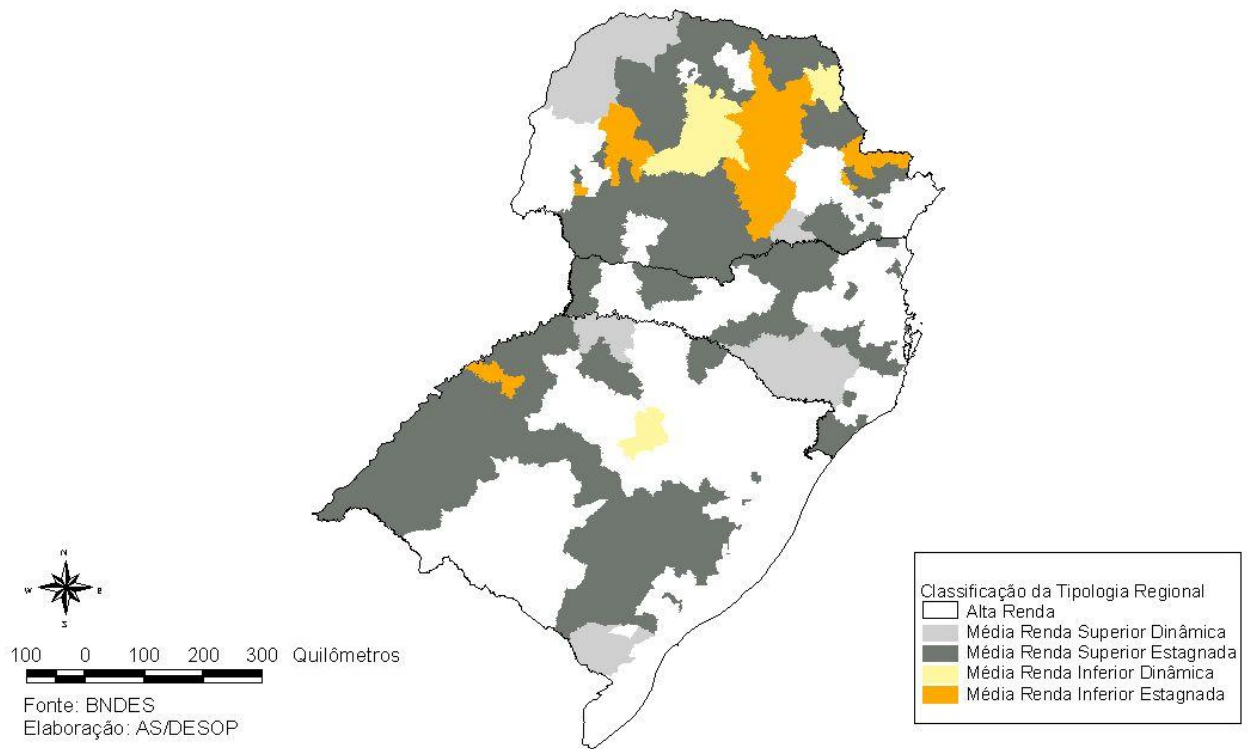 N
W E
S
100 0 100 200 300 Quilômetros
Fonte: BNDES
Elaboração: AS/DESOP
Classificação da Tipologia Regional
Alta Renda
Média Renda Superior Dinâmica
Média Renda Superior Estagnada
Média Renda Inferior Dinâmica
Média Renda Inferior Estagnada